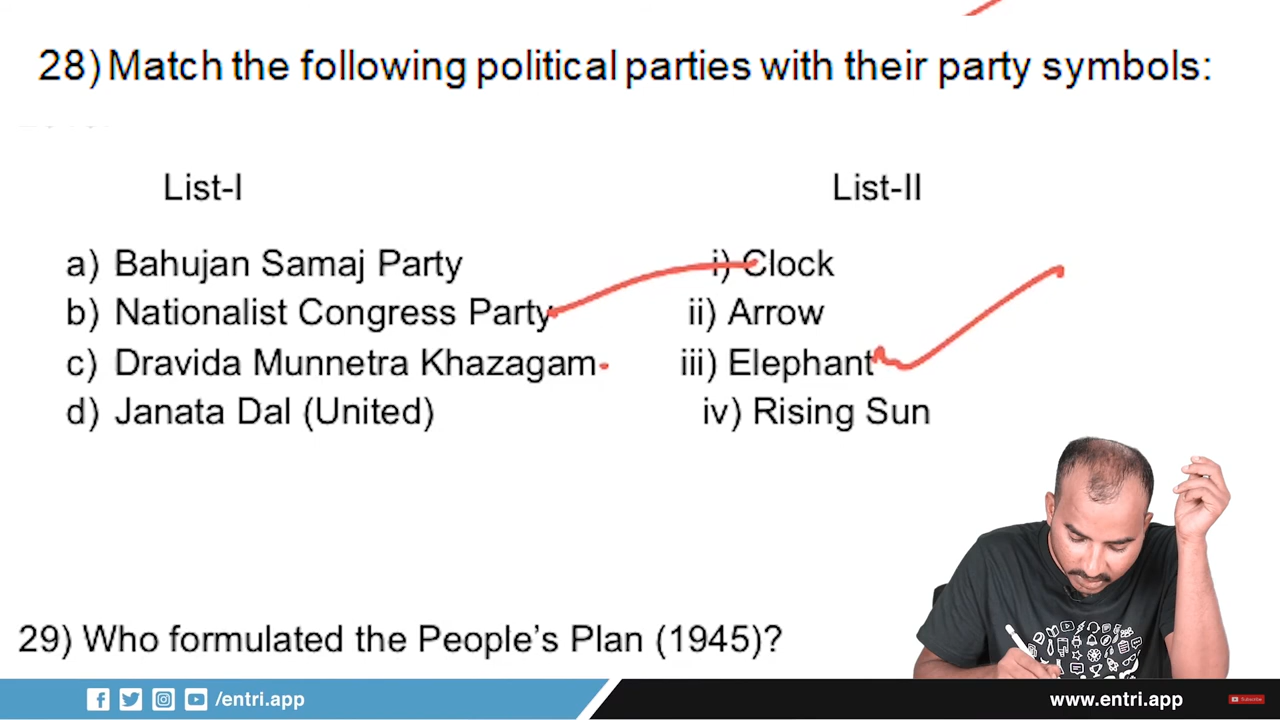 28) Match the following political parties with their party symbols:
List-I List-II
a) Bahujan Samaj Party i) Clock
b) Nationalist Congress Party ii) Arrow
c) Dravida Munnetra Khazagam iii) Elephant
d) Janata Dal (United) iv) Rising Sun
29) Who formulated the People's Plan (1945)?
/entri.app www.entri.app Subscribe